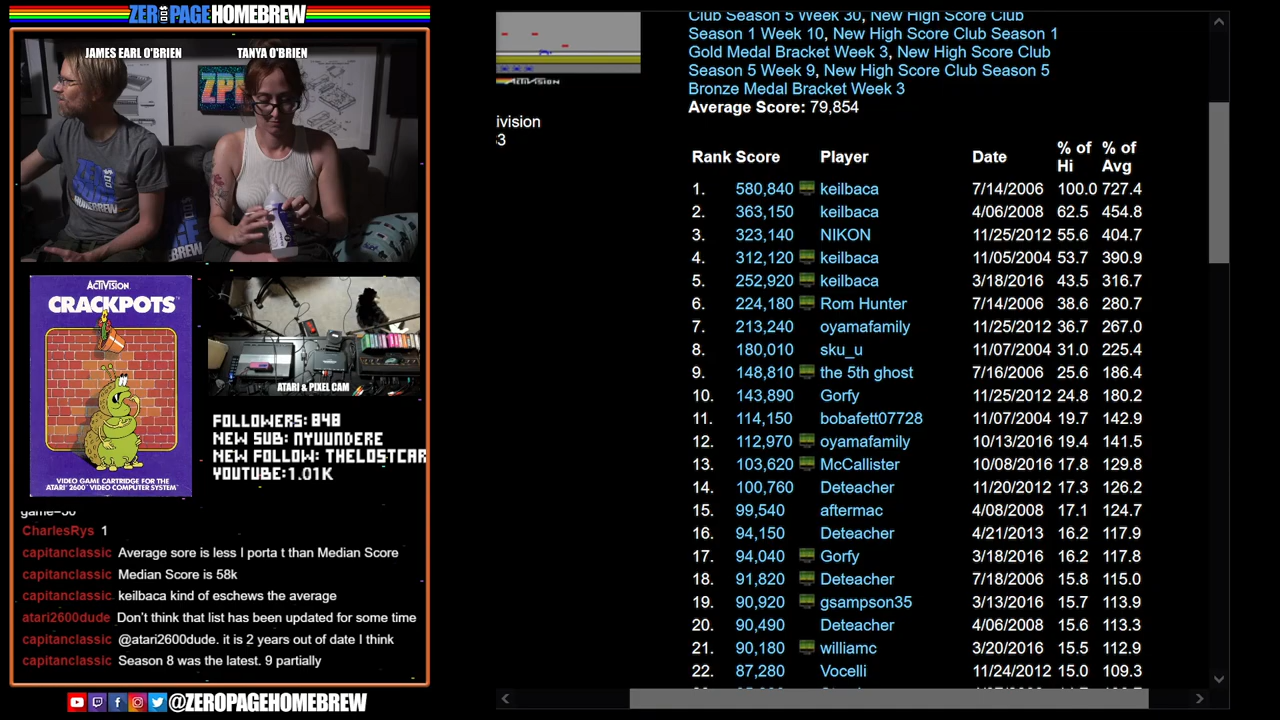 ZERO PAGE HOMEBREW
JAMES EARL O'BRIEN
TANYA O'BRIEN
ZP
ZERO PAGE HOMEBREW
ACTIVISION
CRACKPOTS
VIDEO GAME CARTRIDGE FOR THE
ATARI 2600 VIDEO COMPUTER SYSTEM
ATARI & PIXEL CAM
FOLLOWERS: 848
NEW SUB: NYUUNDERE
NEW FOLLOW: THELOSTCAR
YOUTUBE:1.01K
CharlesRys 1
capitanclassic Average sore is less I porta t than Median Score
capitanclassic Median Score is 58k
capitanclassic keilbaca kind of eschews the average
atari2600dude Don't think that list has been updated for some time
capitanclassic @atari2600dude. it is 2 years out of date I think
capitanclassic Season 8 was the latest. 9 partially
@ZEROPAGEHOMEBREW
ACTIVISION
ivision
3
Club Season 5 Week 30, New High Score Club
Season 1 Week 10, New High Score Club Season 1
Gold Medal Bracket Week 3, New High Score Club
Season 5 Week 9, New High Score Club Season 5
Bronze Medal Bracket Week 3
Average Score: 79,854
Rank Score Player Date % of Hi % of Avg
1. 580,840 keilbaca 7/14/2006 100.0 727.4
2. 363,150 keilbaca 4/06/2008 62.5 454.8
3. 323,140 NIKON 11/25/2012 55.6 404.7
4. 312,120 keilbaca 11/05/2004 53.7 390.9
5. 252,920 keilbaca 3/18/2016 43.5 316.7
6. 224,180 Rom Hunter 7/14/2006 38.6 280.7
7. 213,240 oyamafamily 11/25/2012 36.7 267.0
8. 180,010 sku_u 11/07/2004 31.0 225.4
9. 148,810 the 5th ghost 7/16/2006 25.6 186.4
10. 143,890 Gorfy 11/25/2012 24.8 180.2
11. 114,150 bobafett07728 11/07/2004 19.7 142.9
12. 112,970 oyamafamily 10/13/2016 19.4 141.5
13. 103,620 McCallister 10/08/2016 17.8 129.8
14. 100,760 Deteacher 11/20/2012 17.3 126.2
15. 99,540 aftermac 4/08/2008 17.1 124.7
16. 94,150 Deteacher 4/21/2013 16.2 117.9
17. 94,040 Gorfy 3/18/2016 16.2 117.8
18. 91,820 Deteacher 7/18/2006 15.8 115.0
19. 90,920 gsampson35 3/13/2016 15.7 113.9
20. 90,490 Deteacher 4/06/2008 15.6 113.3
21. 90,180 williamc 3/20/2016 15.5 112.9
22. 87,280 Vocelli 11/24/2012 15.0 109.3